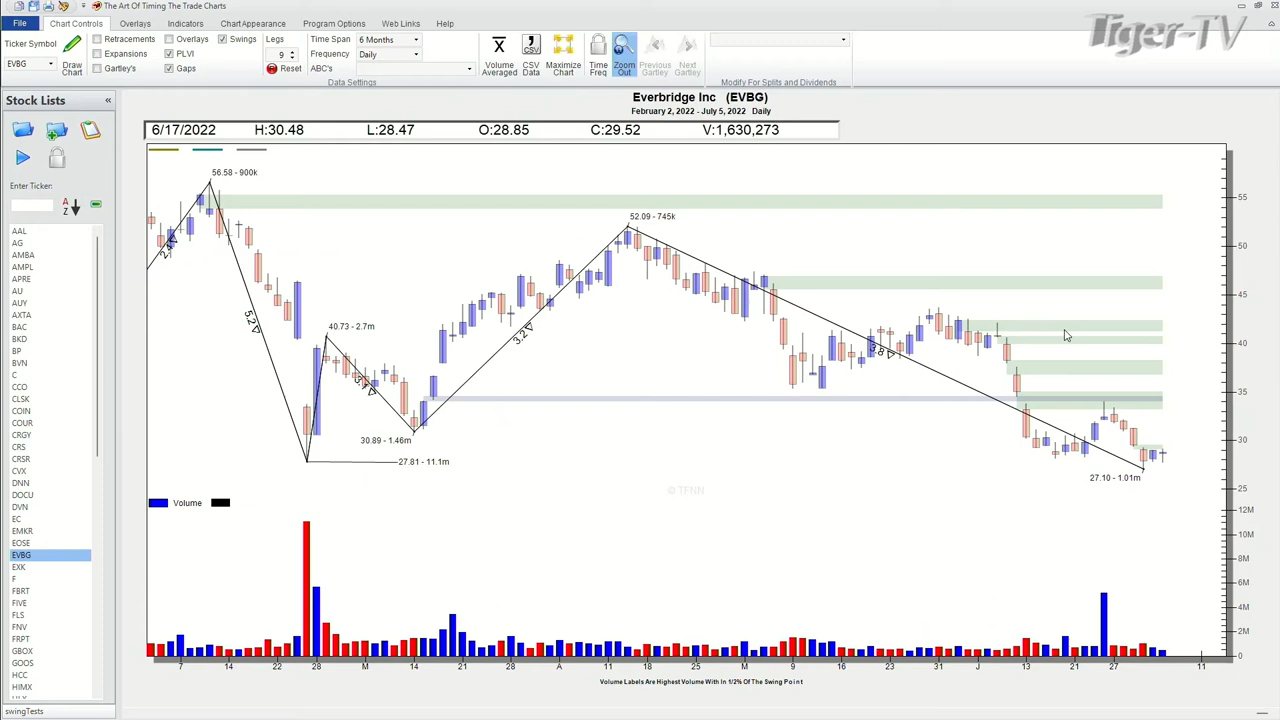 The Art Of Timing The Trade Charts
Tiger-TV
File Chart Controls Overlays Indicators Chart Appearance Program Options Web Links Help
Ticker Symbol
EVBG
Draw Chart
Retracements Overlays Swings
Expansions PLVI
Gartley's Gaps
Legs
9
Reset
Time Span 6 Months
Frequency Daily
ABC's
Data Settings
Volume Averaged
CSV Data
Maximize Chart
Time Freq
Zoom Out
Previous Gartley
Next Gartley
Modify For Splits and Dividends
Stock Lists
Enter Ticker:
AAL
AG
AMBA
AMPL
APRE
AU
AUY
AXTA
BAC
BKD
BP
BVN
C
CCO
CLSK
COIN
COUR
CRGY
CRS
CRSR
CVX
DNN
DOCU
DVN
EC
EMKR
EOSE
EVBG
EXK
F
FBRT
FIVE
FLS
FNV
FRPT
GBOX
GOOS
HCC
HIMX
swingTests
Everbridge Inc (EVBG)
February 2, 2022 - July 5, 2022 Daily
6/17/2022 H:30.48 L:28.47 O:28.85 C:29.52 V:1,630,273
56.58 - 900k
52.09 - 745k
40.73 - 2.7m
30.89 - 1.46m
27.81 - 11.1m
27.10 - 1.01m
5.2
3.2
3.8
© TFNN
55
50
45
40
35
30
25
Volume
12M
10M
8M
6M
4M
2M
0
7 14 22 28 M 7 14 21 28 A 11 18 25 M 9 16 23 31 J 13 21 27 11
Volume Labels Are Highest Volume With In 1/2% Of The Swing Point